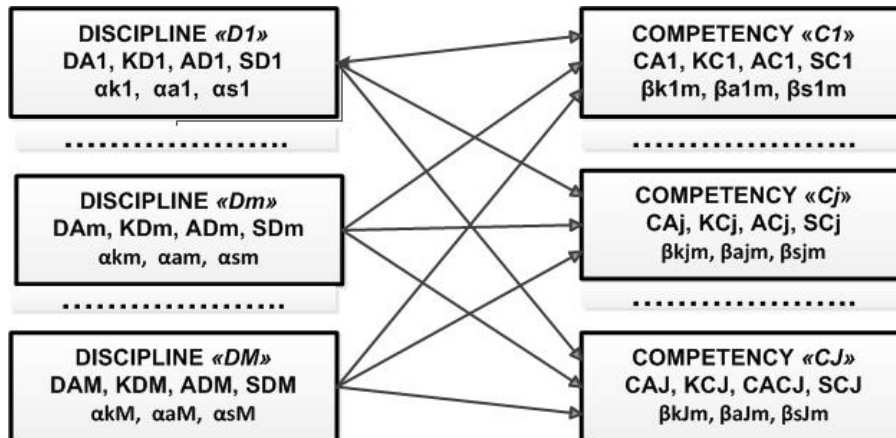 DISCIPLINE «D1»
DA1, KD1, AD1, SD1
αk1, αa1, αs1
.....................
DISCIPLINE «Dm»
DAm, KDm, ADm, SDm
αkm, αam, αsm
.....................
DISCIPLINE «DM»
DAM, KDM, ADM, SDM
αkM, αaM, αsM
COMPETENCY «C1»
CA1, KC1, AC1, SC1
βk1m, βa1m, βs1m
.....................
COMPETENCY «Cj»
CAj, KCj, ACj, SCj
βkjm, βajm, βsjm
.....................
COMPETENCY «CJ»
CAJ, KCJ, CACJ, SCJ
βkJm, βaJm, βsJm